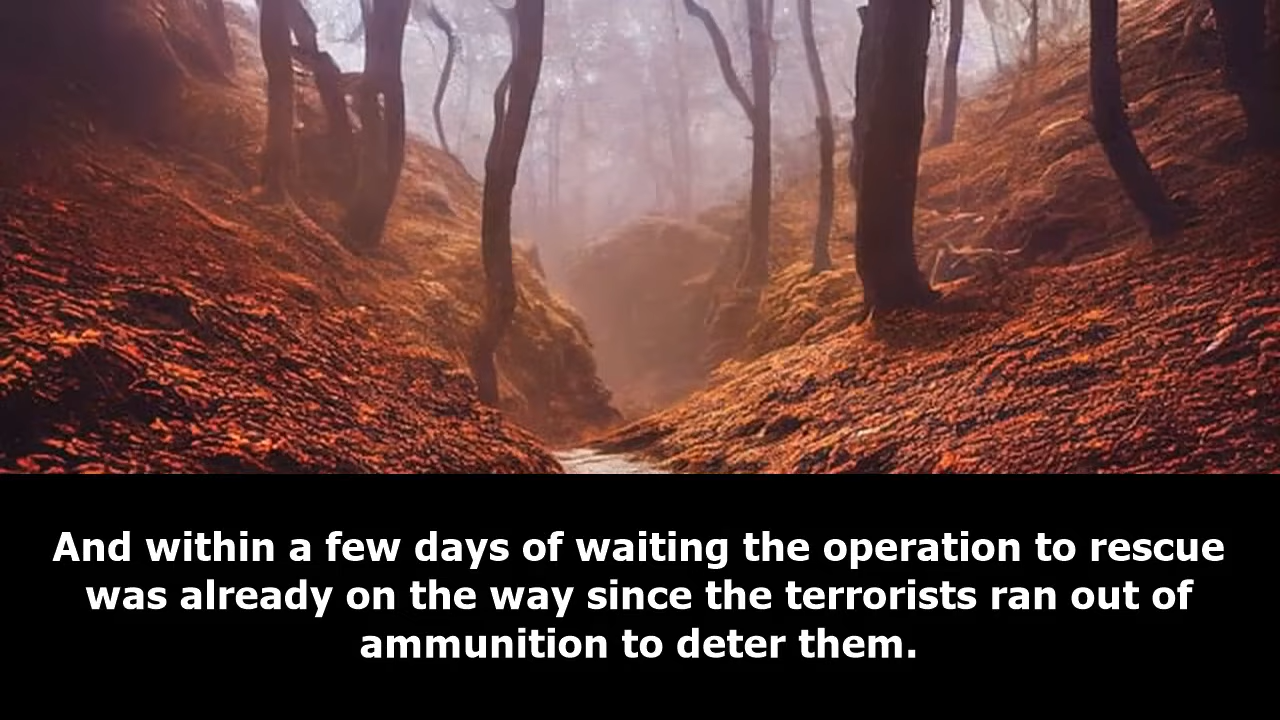 And within a few days of waiting the operation to rescue
was already on the way since the terrorists ran out of
ammunition to deter them.